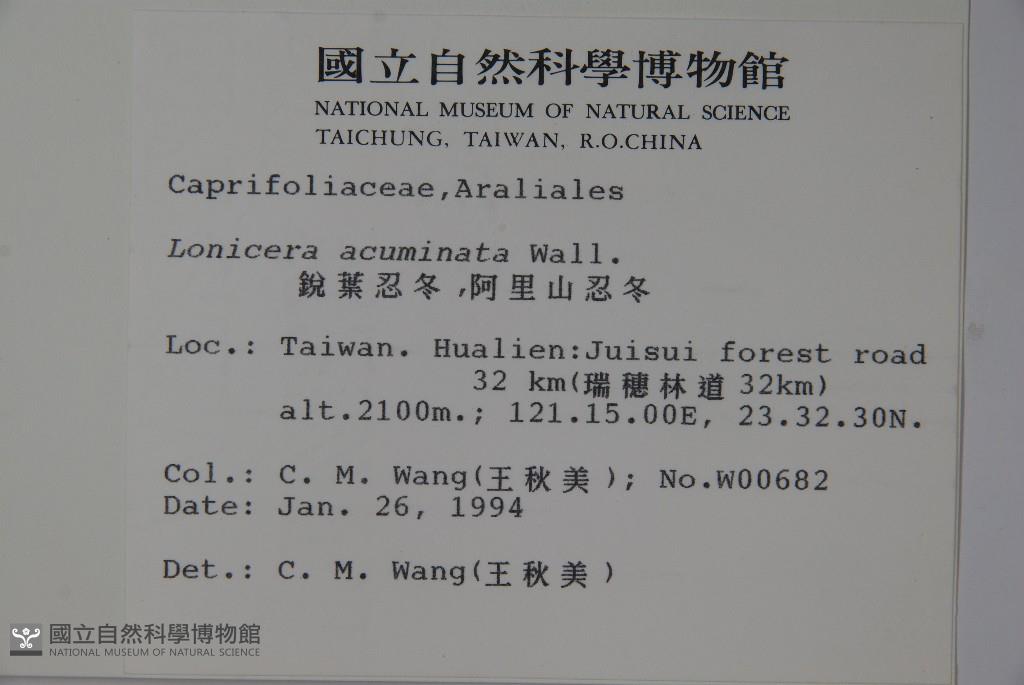 國立自然科學博物館
NATIONAL MUSEUM OF NATURAL SCIENCE
TAICHUNG, TAIWAN, R.O.CHINA
Caprifoliaceae,Araliales
Lonicera acuminata Wall.
銳葉忍冬,阿里山忍冬
Loc.: Taiwan. Hualien:Juisui forest road
32 km(瑞穗林道 32km)
alt.2100m.; 121.15.00E, 23.32.30N.
Col.: C. M. Wang(王秋美); No.W00682
Date: Jan. 26, 1994
Det.: C. M. Wang(王秋美)
國立自然科學博物館
NATIONAL MUSEUM OF NATURAL SCIENCE